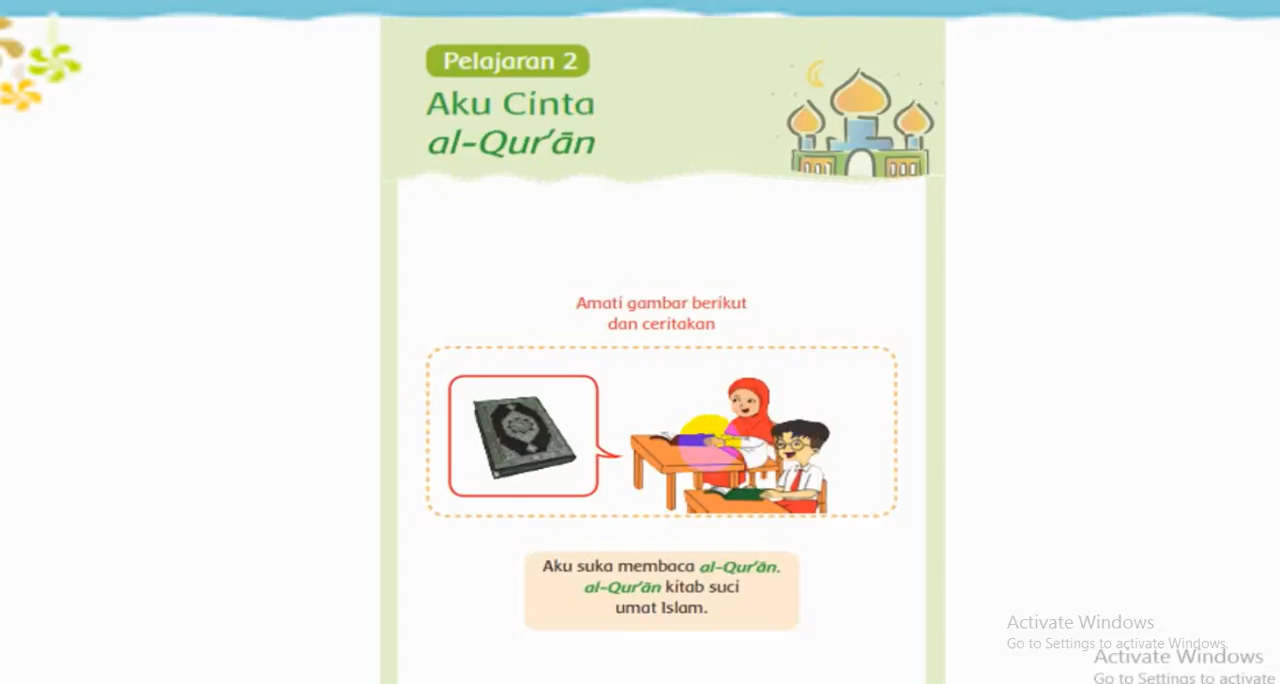 Pelajaran 2
Aku Cinta
al-Qur'ān
Amati gambar berikut
dan ceritakan
Aku suka membaca al-Qur'ān.
al-Qur'ān kitab suci
umat Islam.
Activate Windows
Go to Settings to activate Windows.
Activate Windows
Go to Settings to activate